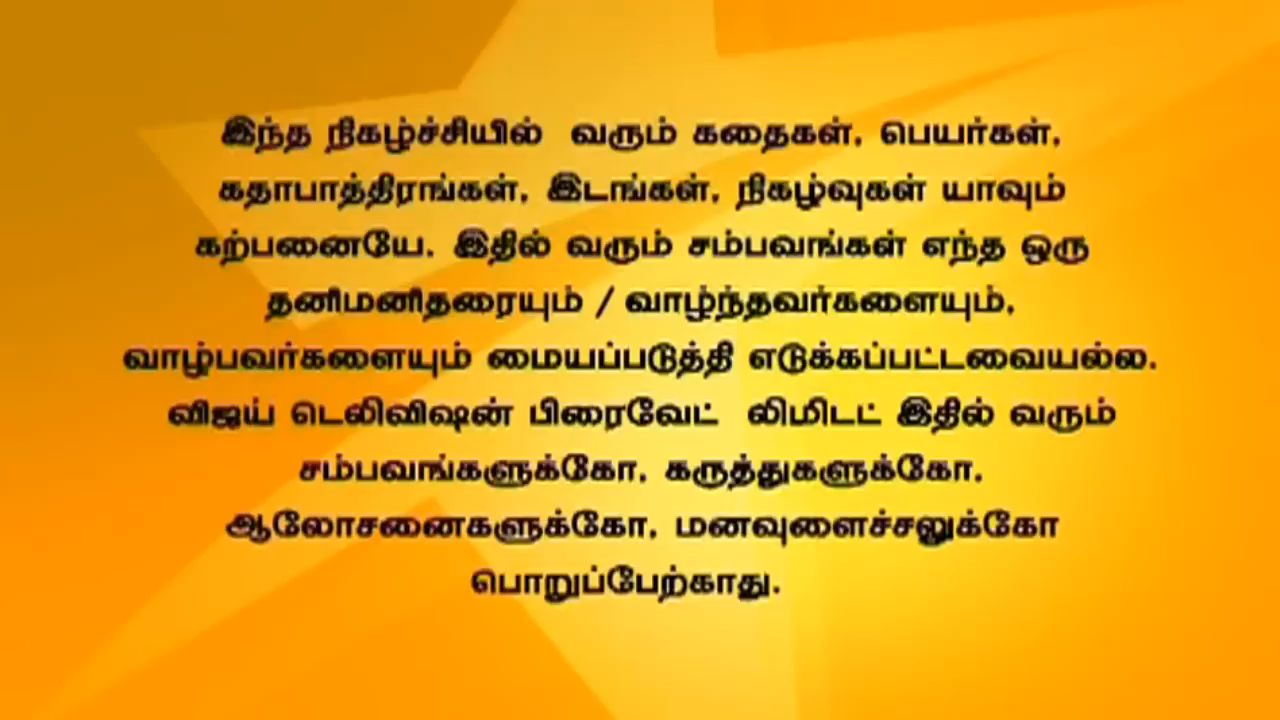 இந்த நிகழ்ச்சியில் வரும் கதைகள், பெயர்கள்,
கதாபாத்திரங்கள், இடங்கள், நிகழ்வுகள் யாவும்
கற்பனையே. இதில் வரும் சம்பவங்கள் எந்த ஒரு
தனிமனிதரையும் / வாழ்ந்தவர்களையும்,
வாழ்பவர்களையும் மையப்படுத்தி எடுக்கப்பட்டவையல்ல.
விஜய் டெலிவிஷன் பிரைவேட் லிமிடட் இதில் வரும்
சம்பவங்களுக்கோ, கருத்துகளுக்கோ,
ஆலோசனைகளுக்கோ, மனவுளைச்சலுக்கோ
பொறுப்பேற்காது.